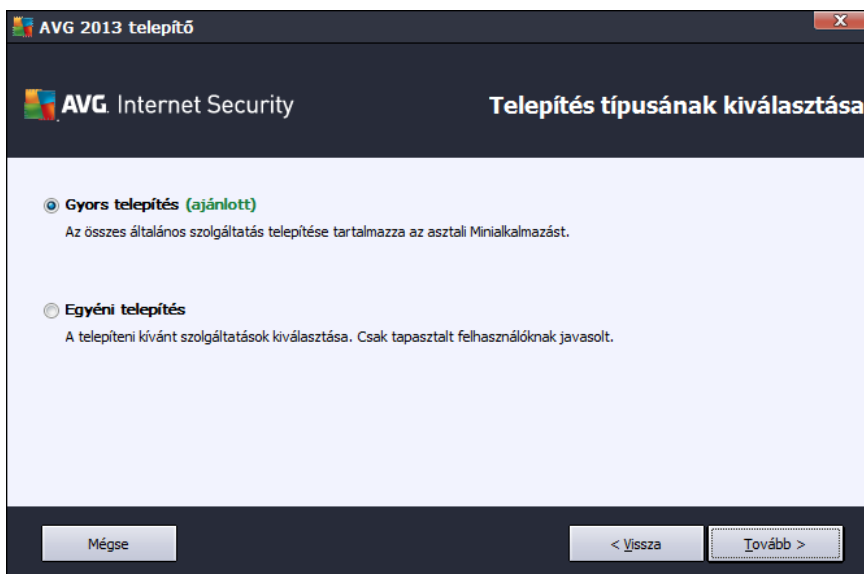 AVG 2013 telepítő
AVG. Internet Security
Telepítés típusának kiválasztása
Gyors telepítés (ajánlott)
Az összes általános szolgáltatás telepítése tartalmazza az asztali Minialkalmazást.
Egyéni telepítés
A telepíteni kívánt szolgáltatások kiválasztása. Csak tapasztalt felhasználóknak javasolt.
Mégse
< Vissza
Tovább >